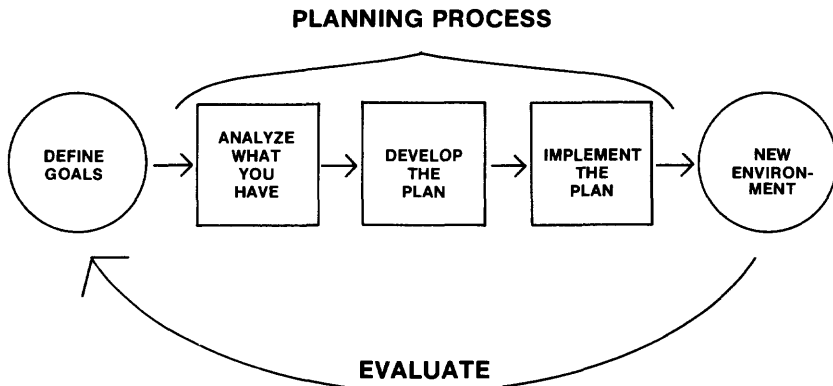 PLANNING PROCESS
DEFINE
GOALS
ANALYZE
WHAT
YOU
HAVE
DEVELOP
THE
PLAN
IMPLEMENT
THE
PLAN
NEW
ENVIRON-
MENT
EVALUATE